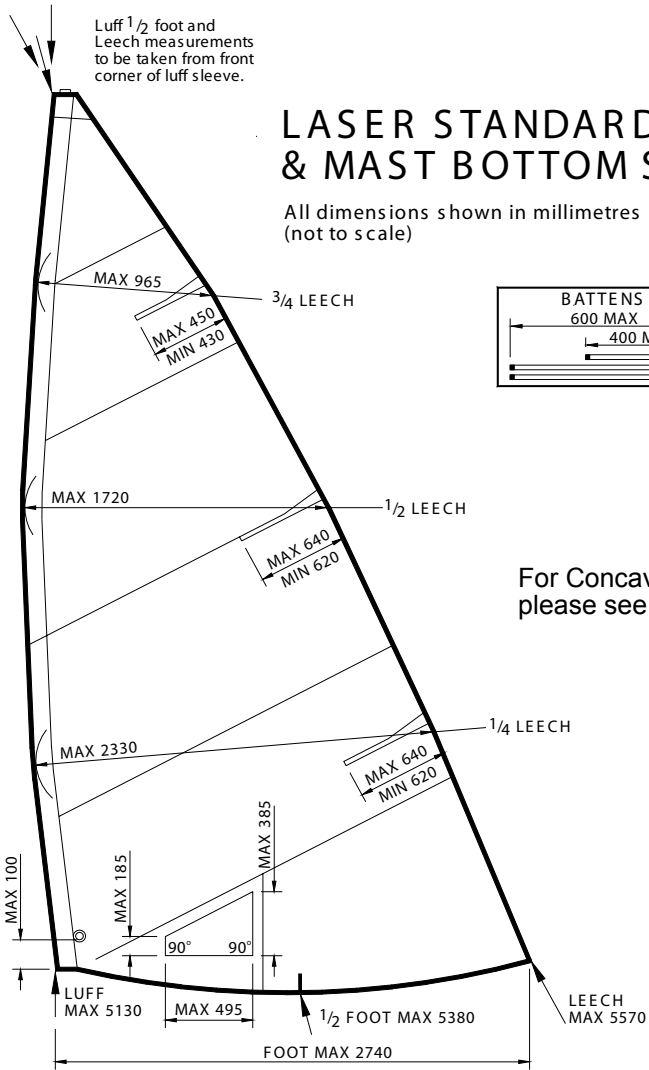 Luff 1/2 foot and
Leech measurements
to be taken from front
corner of luff sleeve.
LASER STANDARD
& MAST BOTTOM S
All dimensions shown in millimetres
(not to scale)
BATTENS
600 MAX
400 M
MAX 965
3/4 LEECH
MAX 450
MIN 430
MAX 1720
1/2 LEECH
MAX 640
MIN 620
For Concav
please see
MAX 2330
1/4 LEECH
MAX 640
MIN 620
MAX 385
MAX 185
MAX 100
90°
90°
LUFF
MAX 5130
MAX 495
1/2 FOOT MAX 5380
LEECH
MAX 5570
FOOT MAX 2740